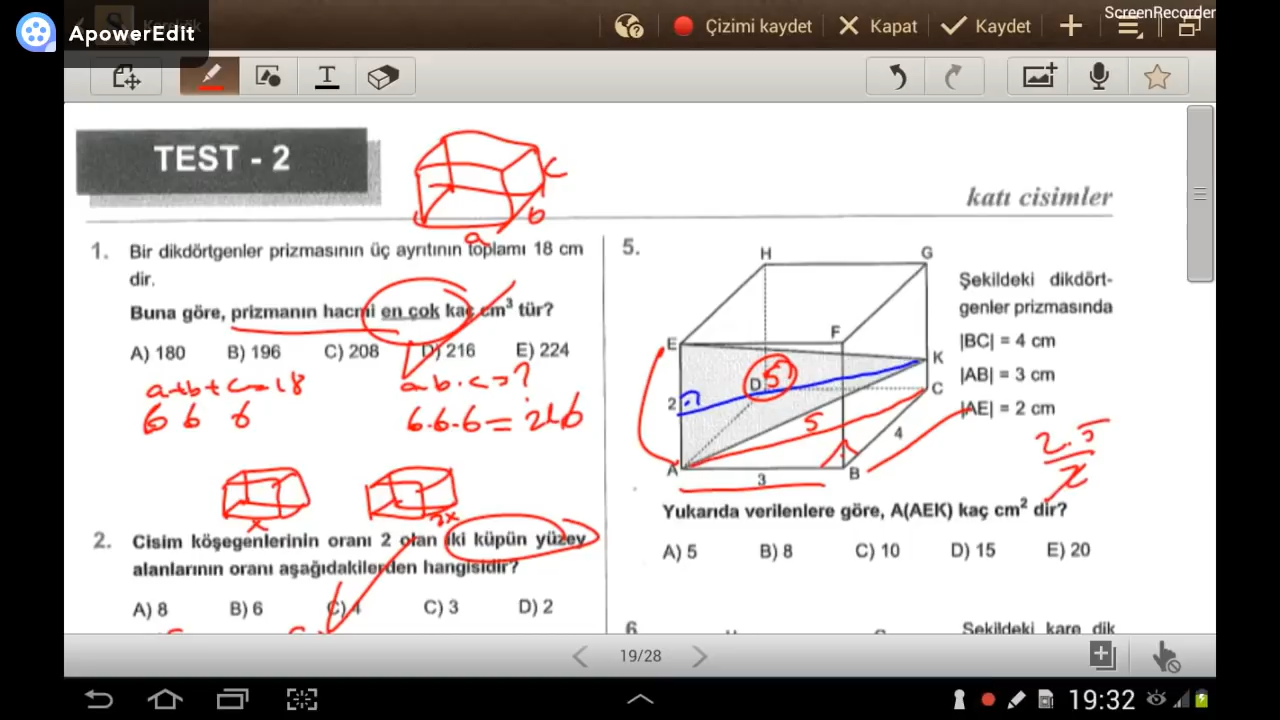 ScreenRecorder
ApowerEdit
Çizimi kaydet
Kapat
Kaydet
T
TEST - 2
katı cisimler
c
b
a
1. Bir dikdörtgenler prizmasının üç ayrıtının toplamı 18 cm
dir.
Buna göre, prizmanın hacmi en çok kaç cm³ tür?
A) 180 B) 196 C) 208 D) 216 E) 224
a+b+c=18
6 6 6
a.b.c=?
6.6.6=216
x
2x
2. Cisim köşegenlerinin oranı 2 olan iki küpün yüzey
alanlarının oranı aşağıdakilerden hangisidir?
A) 8 B) 6 C) 4 C) 3 D) 2
5.
H G
E F K
D 5 C
2
5
4
A B
3
Şekildeki dikdört-
genler prizmasında
|BC| = 4 cm
|AB| = 3 cm
|AE| = 2 cm
2.5
2
Yukarıda verilenlere göre, A(AEK) kaç cm² dir?
A) 5 B) 8 C) 10 D) 15 E) 20
6 Şekildeki kare dik
19/28
19:32